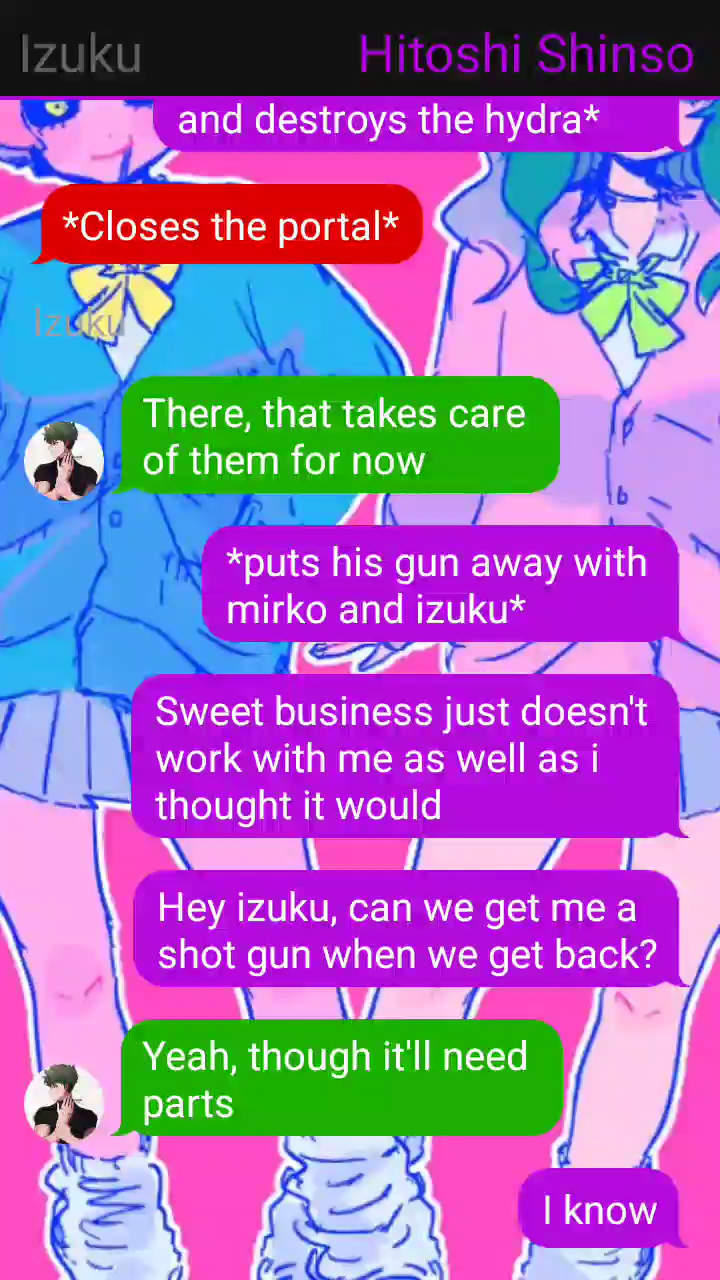 Izuku
Hitoshi Shinso
and destroys the hydra*
*Closes the portal*
Izuku
There, that takes care
of them for now
*puts his gun away with
mirko and izuku*
Sweet business just doesn't
work with me as well as i
thought it would
Hey izuku, can we get me a
shot gun when we get back?
Yeah, though it'll need
parts
I know